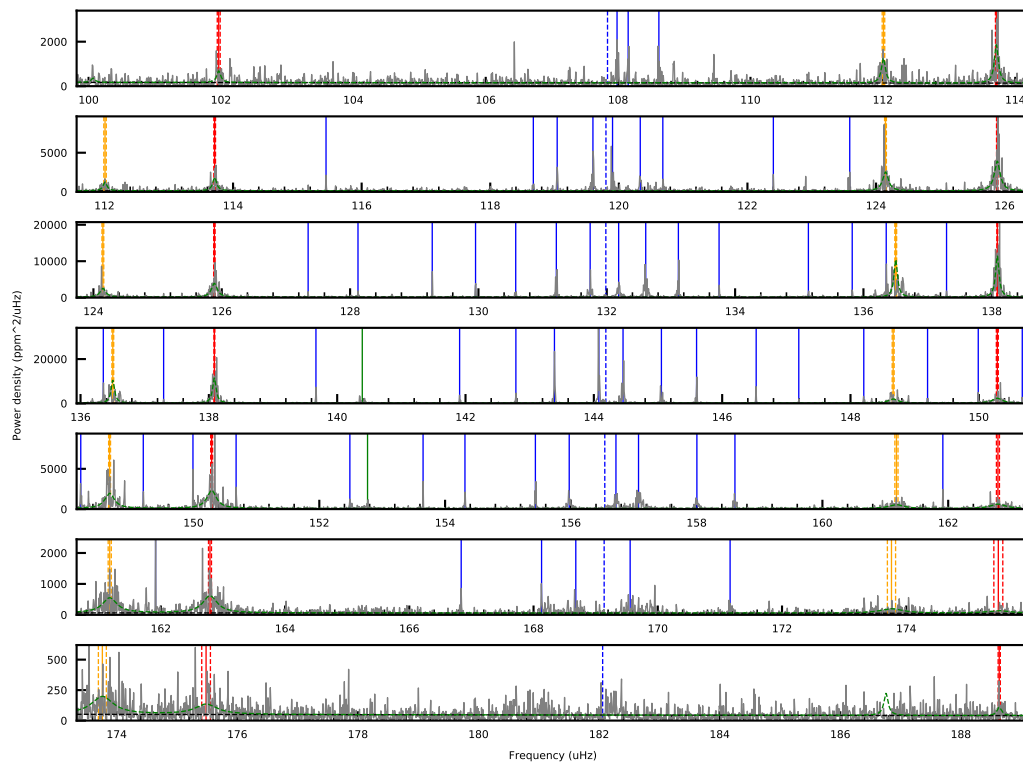 2000
0
100 102 104 106 108 110 112 114
5000
0
112 114 116 118 120 122 124 126
20000
10000
0
124 126 128 130 132 134 136 138
20000
0
136 138 140 142 144 146 148 150
5000
0
150 152 154 156 158 160 162
2000
1000
0
162 164 166 168 170 172 174
500
250
0
174 176 178 180 182 184 186 188
Power density (ppm^2/uHz)
Frequency (uHz)